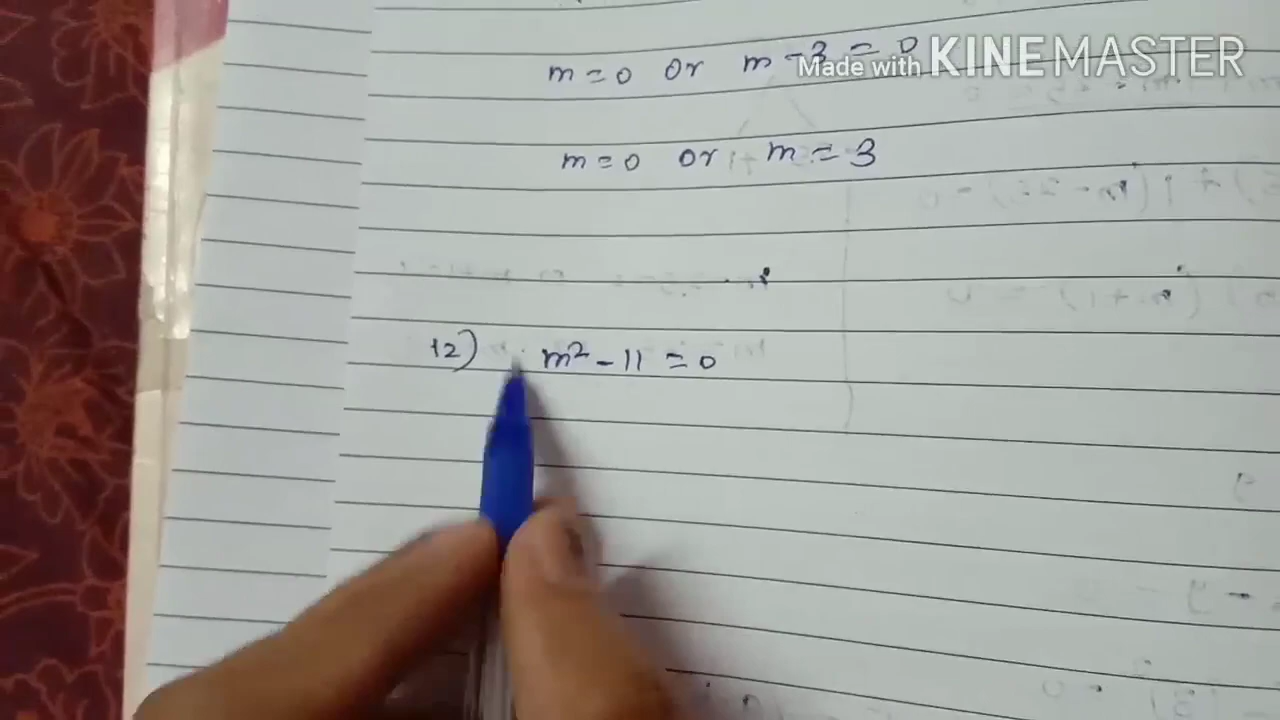 m = 0 or m - 3 = 0
Made with KINEMASTER
m = 0 or m = 3
12) m² - 11 = 0